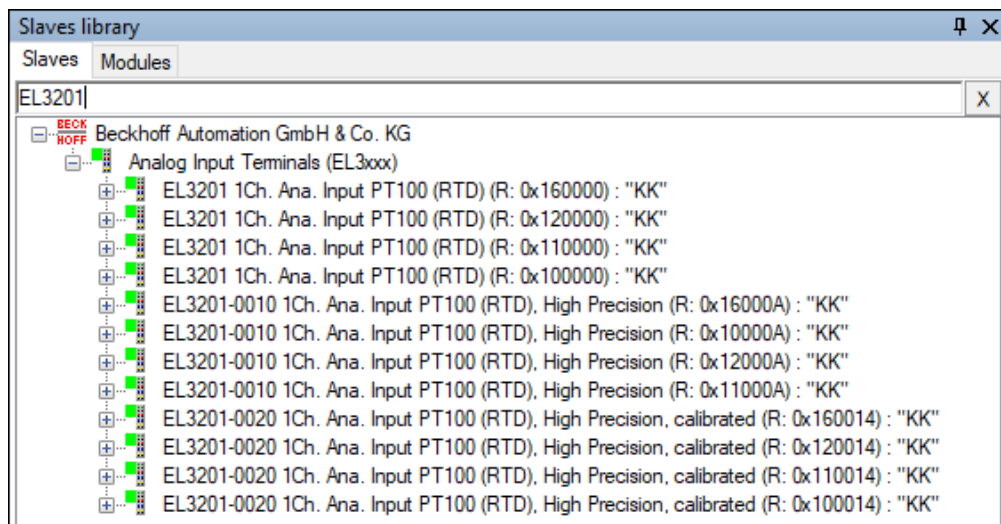 Slaves library
Slaves Modules
EL3201 X
BECK
HOFF Beckhoff Automation GmbH & Co. KG
Analog Input Terminals (EL3xxx)
EL3201 1Ch. Ana. Input PT100 (RTD) (R: 0x160000) : "KK"
EL3201 1Ch. Ana. Input PT100 (RTD) (R: 0x120000) : "KK"
EL3201 1Ch. Ana. Input PT100 (RTD) (R: 0x110000) : "KK"
EL3201 1Ch. Ana. Input PT100 (RTD) (R: 0x100000) : "KK"
EL3201-0010 1Ch. Ana. Input PT100 (RTD), High Precision (R: 0x16000A) : "KK"
EL3201-0010 1Ch. Ana. Input PT100 (RTD), High Precision (R: 0x10000A) : "KK"
EL3201-0010 1Ch. Ana. Input PT100 (RTD), High Precision (R: 0x12000A) : "KK"
EL3201-0010 1Ch. Ana. Input PT100 (RTD), High Precision (R: 0x11000A) : "KK"
EL3201-0020 1Ch. Ana. Input PT100 (RTD), High Precision, calibrated (R: 0x160014) : "KK"
EL3201-0020 1Ch. Ana. Input PT100 (RTD), High Precision, calibrated (R: 0x120014) : "KK"
EL3201-0020 1Ch. Ana. Input PT100 (RTD), High Precision, calibrated (R: 0x110014) : "KK"
EL3201-0020 1Ch. Ana. Input PT100 (RTD), High Precision, calibrated (R: 0x100014) : "KK"